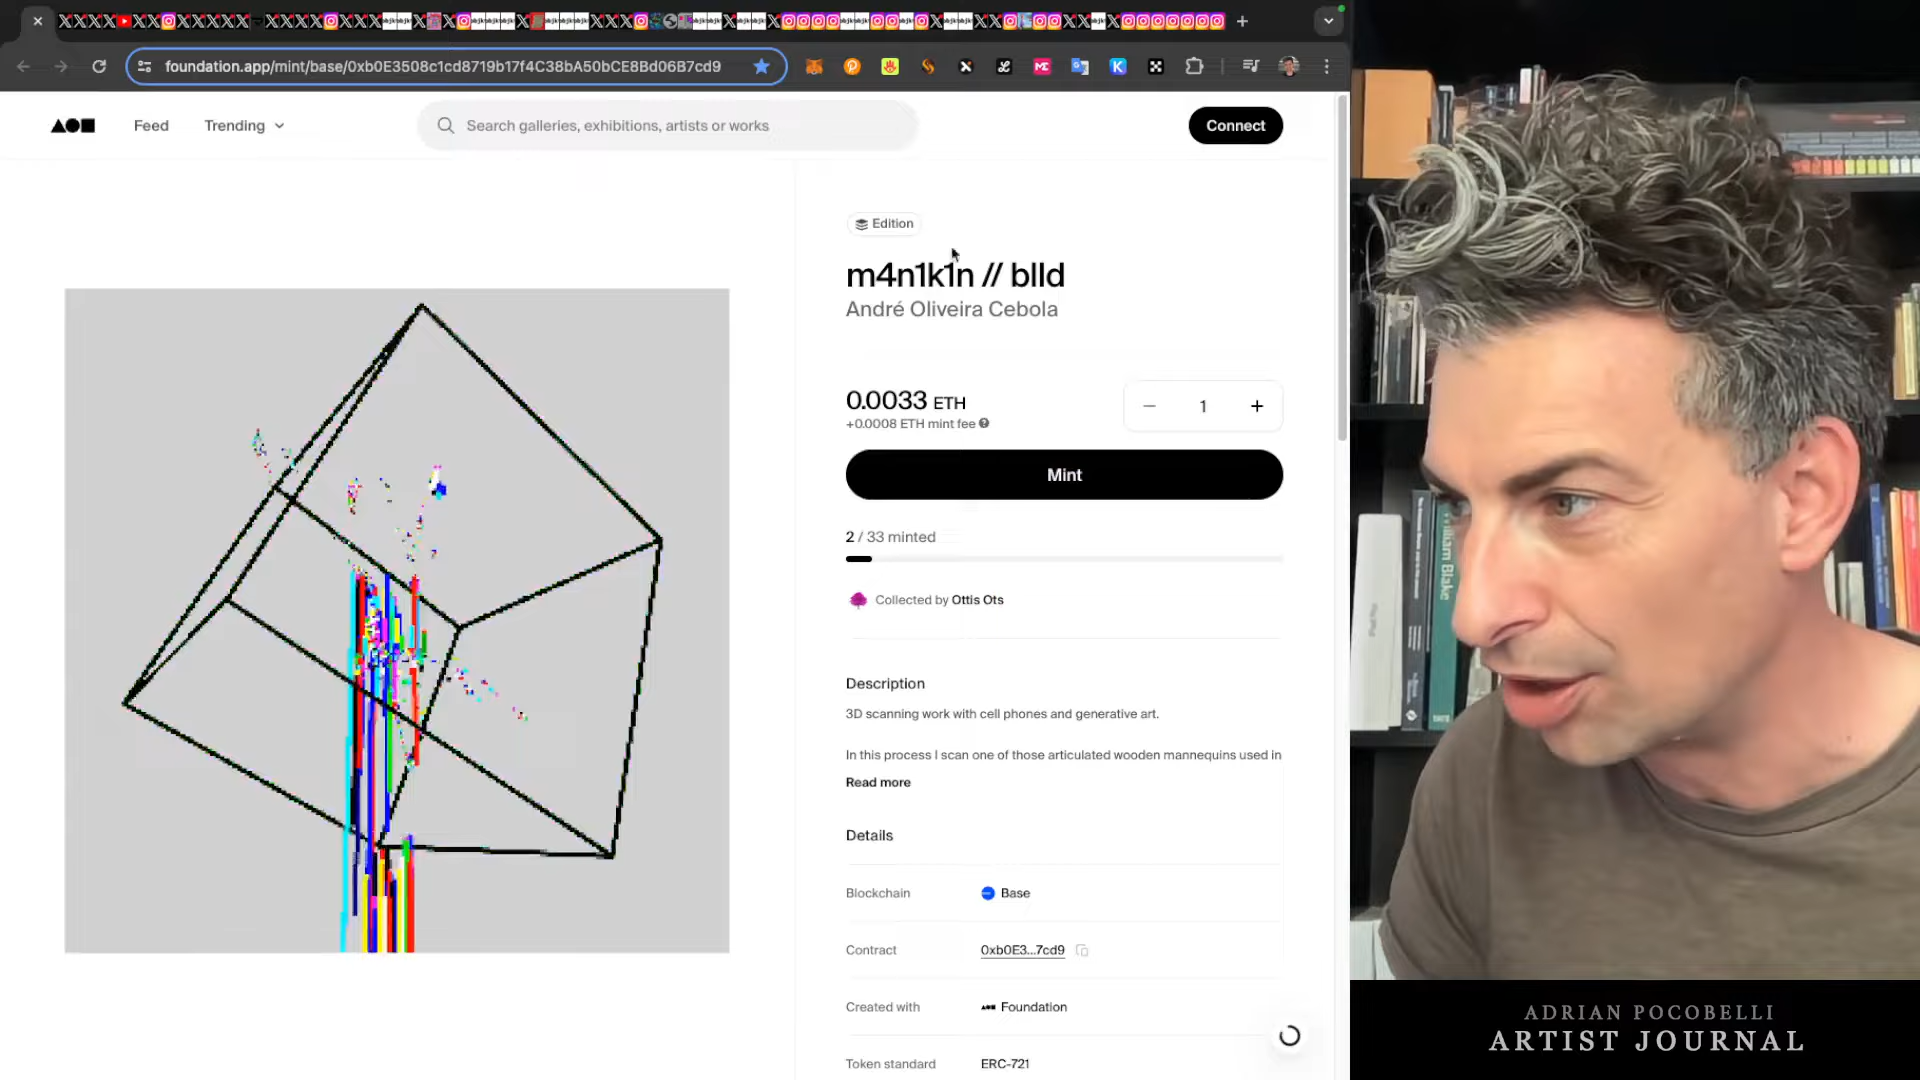 foundation.app/mint/base/0xb0E3508c1cd8719b17f4C38bA50bCE8Bd06B7cd9
Feed
Trending
Search galleries, exhibitions, artists or works
Connect
Edition
m4n1k1n // blld
André Oliveira Cebola
0.0033 ETH
+0.0008 ETH mint fee
1
Mint
2 / 33 minted
Collected by Ottis Ots
Description
3D scanning work with cell phones and generative art.
In this process I scan one of those articulated wooden mannequins used in
Read more
Details
Blockchain
Base
Contract
0xb0E3...7cd9
Created with
Foundation
Token standard
ERC-721
William Blake
ADRIAN POCOBELLI
ARTIST JOURNAL